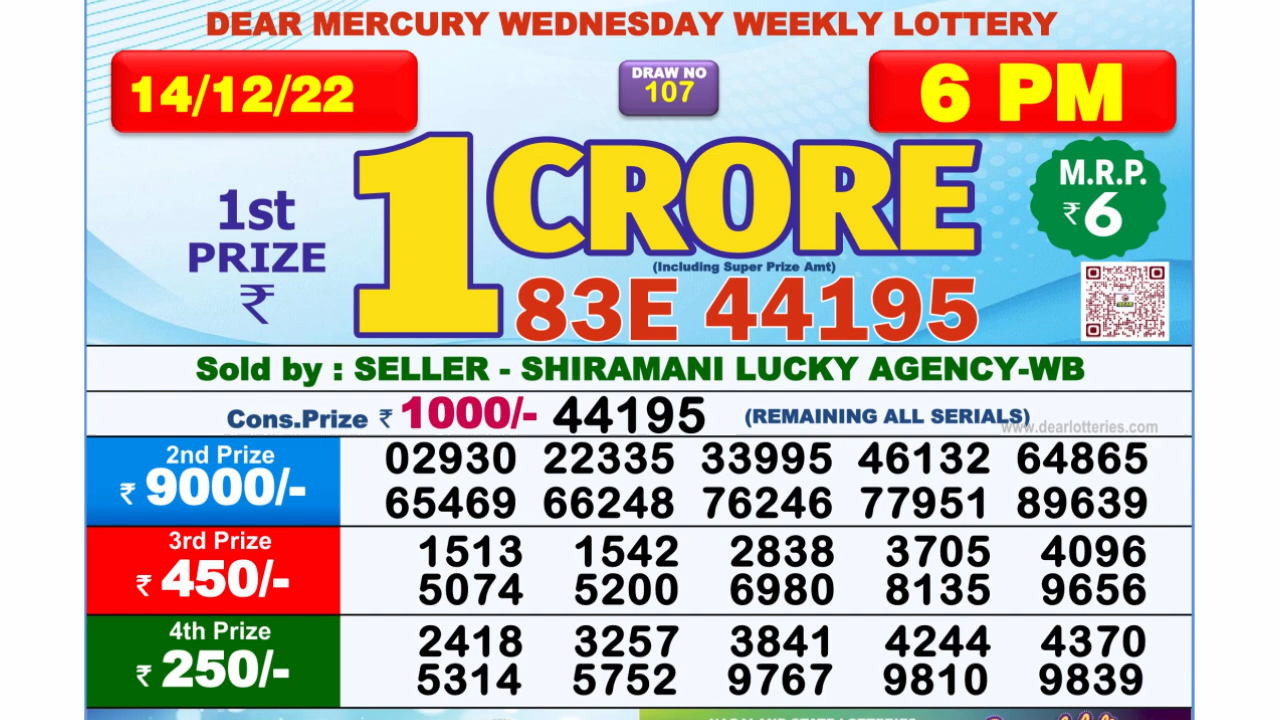 DEAR MERCURY WEDNESDAY WEEKLY LOTTERY
14/12/22
DRAW NO
107
6 PM
1st
PRIZE
₹
1 CRORE
(Including Super Prize Amt)
83E 44195
M.R.P.
₹6
Sold by : SELLER - SHIRAMANI LUCKY AGENCY-WB
Cons.Prize ₹ 1000/- 44195 (REMAINING ALL SERIALS)
www.dearlotteries.com
2nd Prize
₹ 9000/-
02930 22335 33995 46132 64865
65469 66248 76246 77951 89639
3rd Prize
₹ 450/-
1513 1542 2838 3705 4096
5074 5200 6980 8135 9656
4th Prize
₹ 250/-
2418 3257 3841 4244 4370
5314 5752 9767 9810 9839
NAGALAND STATE LOTTERIES